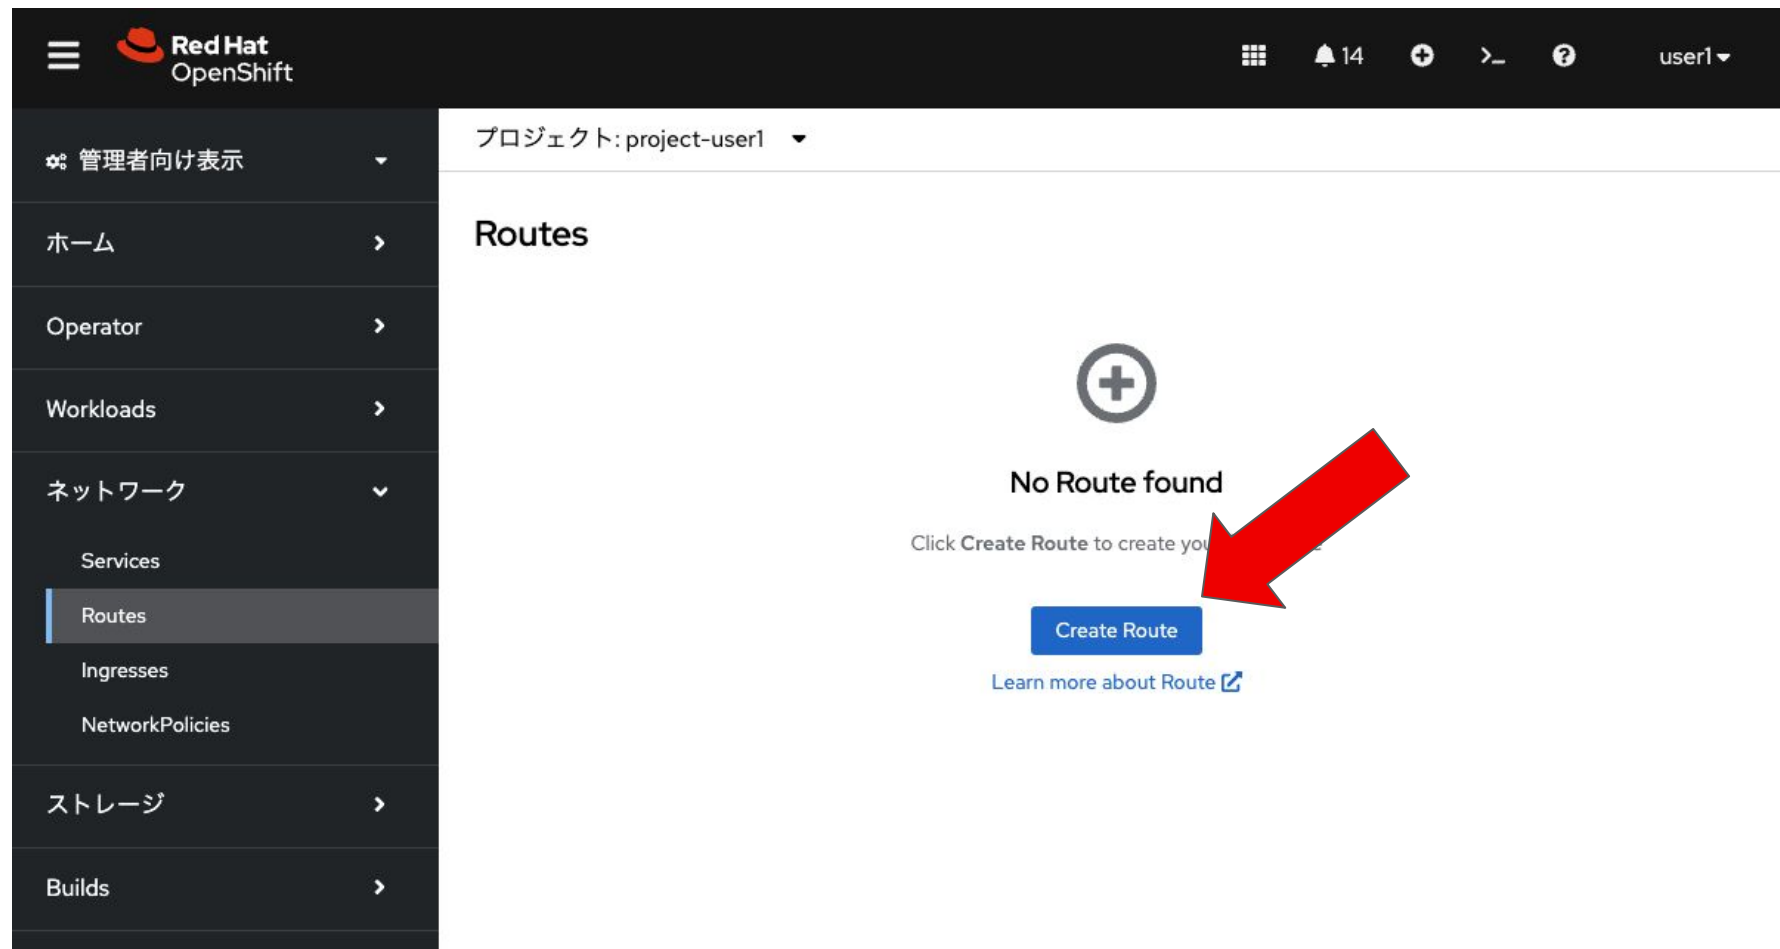 Red Hat
OpenShift
14
user1
管理者向け表示
ホーム
Operator
Workloads
ネットワーク
Services
Routes
Ingresses
NetworkPolicies
ストレージ
Builds
プロジェクト: project-user1
Routes
No Route found
Click Create Route to create
Create Route
Learn more about Route